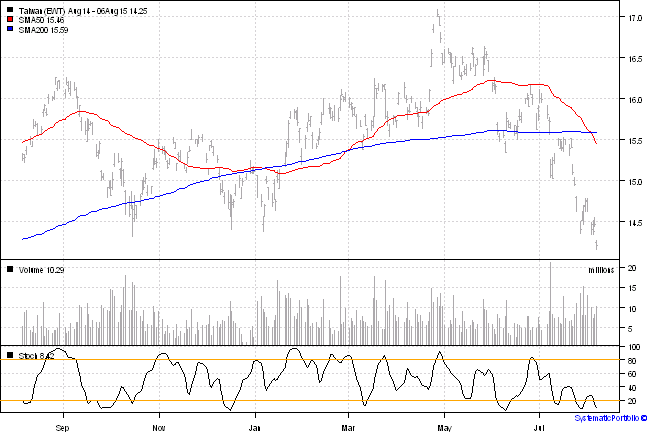 Taiwan (EWT) Aug 14 - 06Aug15 14.25
SMA50 15.46
SMA200 15.59
17.0
16.5
16.0
15.5
15.0
14.5
Volume 10.29
millions
20
15
10
5
Stoch 8.42
100
80
60
40
20
Sep
Nov
Jan
Mar
May
Jul
SystematicPortfolio ©